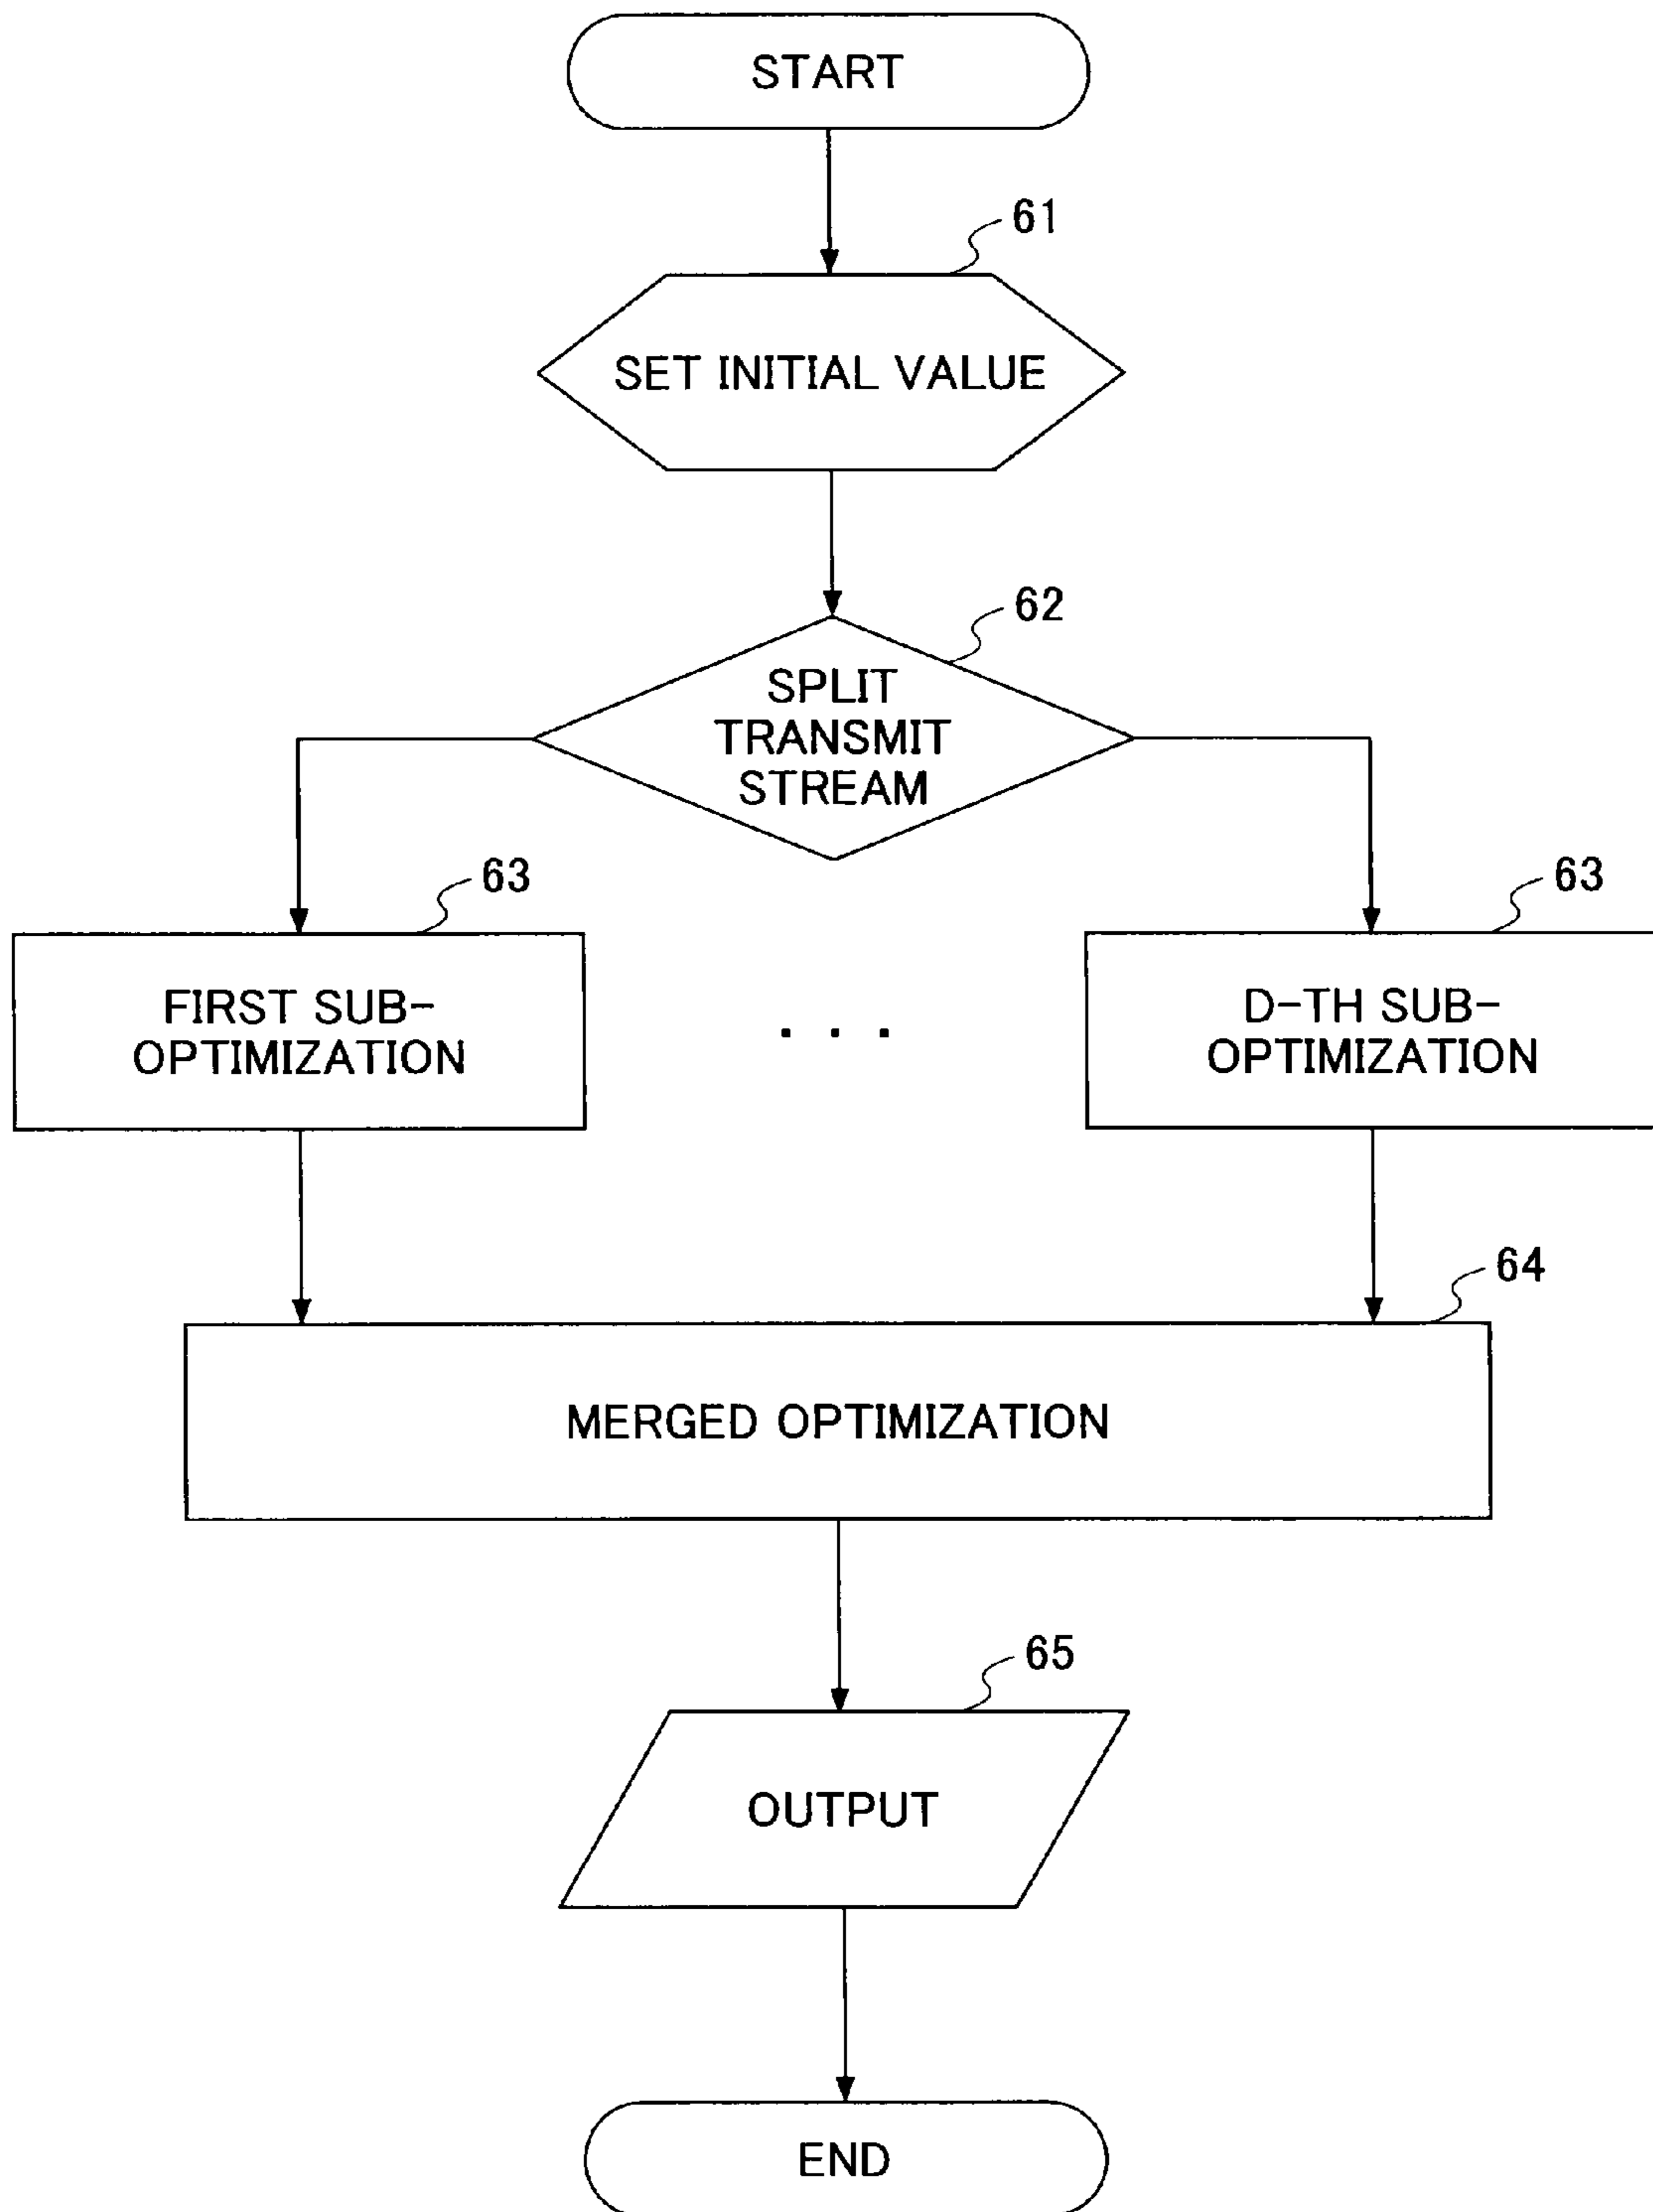 START
61
SET INITIAL VALUE
62
SPLIT
TRANSMIT
STREAM
63
63
FIRST SUB-
OPTIMIZATION
. . .
D-TH SUB-
OPTIMIZATION
64
MERGED OPTIMIZATION
65
OUTPUT
END